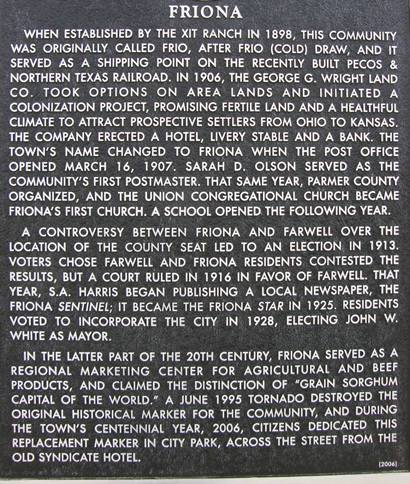 FRIONA
WHEN ESTABLISHED BY THE XIT RANCH IN 1898, THIS COMMUNITY
WAS ORIGINALLY CALLED FRIO, AFTER FRIO (COLD) DRAW, AND IT
SERVED AS A SHIPPING POINT ON THE RECENTLY BUILT PECOS &
NORTHERN TEXAS RAILROAD. IN 1906, THE GEORGE G. WRIGHT LAND
CO. TOOK OPTIONS ON AREA LANDS AND INITIATED A
COLONIZATION PROJECT, PROMISING FERTILE LAND AND A HEALTHFUL
CLIMATE TO ATTRACT PROSPECTIVE SETTLERS FROM OHIO TO KANSAS.
THE COMPANY ERECTED A HOTEL, LIVERY STABLE AND A BANK. THE
TOWN'S NAME CHANGED TO FRIONA WHEN THE POST OFFICE
OPENED MARCH 16, 1907. SARAH D. OLSON SERVED AS THE
COMMUNITY'S FIRST POSTMASTER. THAT SAME YEAR, PARMER COUNTY
ORGANIZED, AND THE UNION CONGREGATIONAL CHURCH BECAME
FRIONA'S FIRST CHURCH. A SCHOOL OPENED THE FOLLOWING YEAR.
A CONTROVERSY BETWEEN FRIONA AND FARWELL OVER THE
LOCATION OF THE COUNTY SEAT LED TO AN ELECTION IN 1913.
VOTERS CHOSE FARWELL AND FRIONA RESIDENTS CONTESTED THE
RESULTS, BUT A COURT RULED IN 1916 IN FAVOR OF FARWELL. THAT
YEAR, S.A. HARRIS BEGAN PUBLISHING A LOCAL NEWSPAPER, THE
FRIONA SENTINEL; IT BECAME THE FRIONA STAR IN 1925. RESIDENTS
VOTED TO INCORPORATE THE CITY IN 1928, ELECTING JOHN W.
WHITE AS MAYOR.
IN THE LATTER PART OF THE 20TH CENTURY, FRIONA SERVED AS A
REGIONAL MARKETING CENTER FOR AGRICULTURAL AND BEEF
PRODUCTS, AND CLAIMED THE DISTINCTION OF "GRAIN SORGHUM
CAPITAL OF THE WORLD." A JUNE 1995 TORNADO DESTROYED THE
ORIGINAL HISTORICAL MARKER FOR THE COMMUNITY, AND DURING
THE TOWN'S CENTENNIAL YEAR, 2006, CITIZENS DEDICATED THIS
REPLACEMENT MARKER IN CITY PARK, ACROSS THE STREET FROM THE
OLD SYNDICATE HOTEL.
(2006)